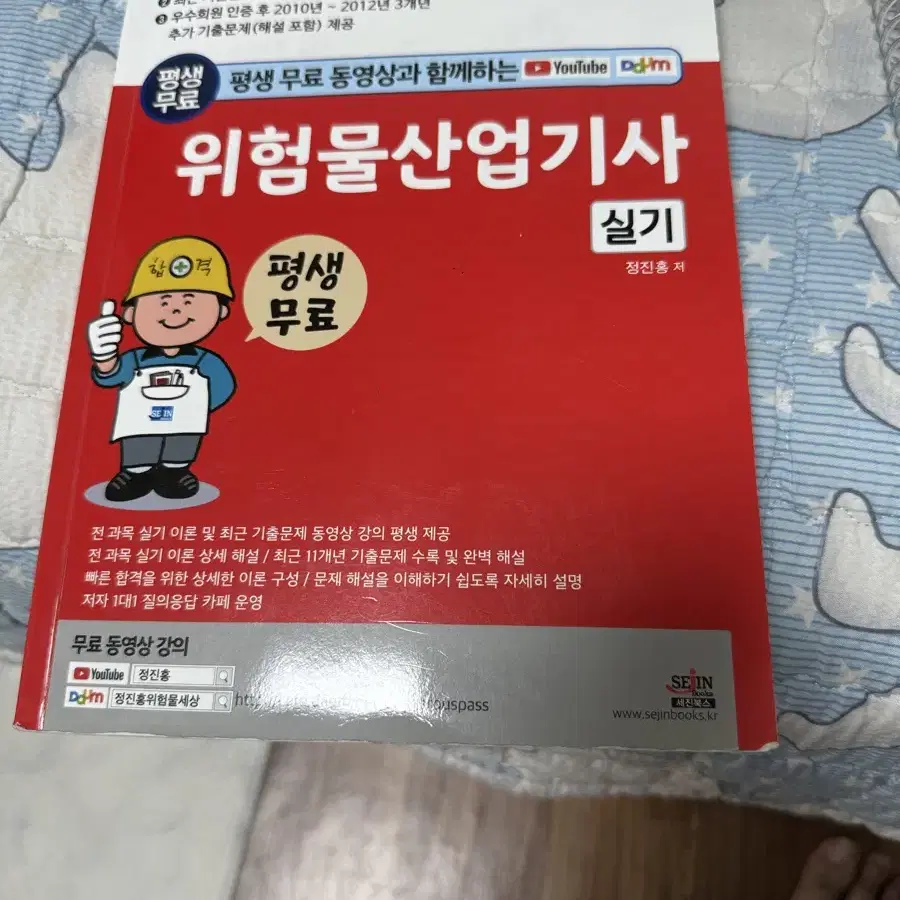 ❸ 우수회원 인증 후 2010년 ~ 2012년 3개년
추가 기출문제(해설 포함) 제공
평생
무료
평생 무료 동영상과 함께하는 YouTube Daum
위험물산업기사
실기
정진홍 저
합격
평생
무료
SEJIN
전 과목 실기 이론 및 최근 기출문제 동영상 강의 평생 제공
전 과목 실기 이론 상세 해설 / 최근 11개년 기출문제 수록 및 완벽 해설
빠른 합격을 위한 상세한 이론 구성 / 문제 해설을 이해하기 쉽도록 자세히 설명
저자 1대1 질의응답 카페 운영
무료 동영상 강의
YouTube 정진홍
Daum 정진홍위험물세상
SEJIN
Books
세진북스
www.sejinbooks.kr